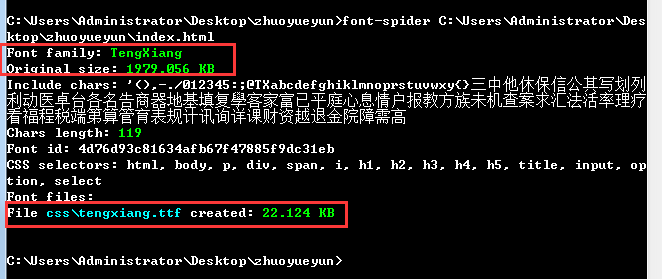 C:\Users\Administrator\Desktop\zhuoyueyun>font-spider C:\Users\Administrator\Des
ktop\zhuoyueyun\index.html
Font family: TengXiang
Original size: 1979.056 KB
Include chars: '(),-./012345:;@TXabcdefghiklmnoprstuvwxy{}三中他休保信公其写划列
利动医卓台各名告商器地基填复學客家富已平庭心息情户报教方族未机查案求汇法活率理疗
看福程税端第算管育表规计讯询详课财资越退金院障需高
Chars length: 119
Font id: 4d76d93c81634afb67f47885f9dc31eb
CSS selectors: html, body, p, div, span, i, h1, h2, h3, h4, h5, title, input, op
tion, select
Font files:
File css\tengxiang.ttf created: 22.124 KB
C:\Users\Administrator\Desktop\zhuoyueyun>